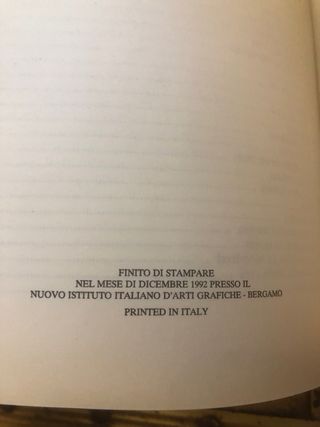 FINITO DI STAMPARE
NEL MESE DI DICEMBRE 1992 PRESSO IL
NUOVO ISTITUTO ITALIANO D'ARTI GRAFICHE - BERGAMO
PRINTED IN ITALY